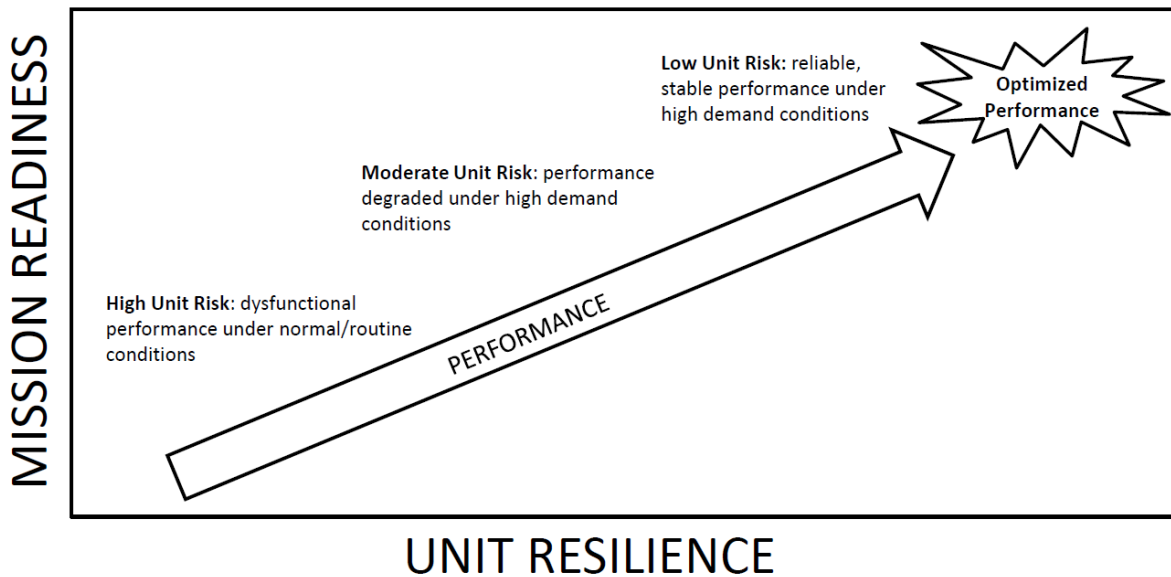 MISSION READINESS
Low Unit Risk: reliable,
stable performance under
high demand conditions
Optimized
Performance
Moderate Unit Risk: performance
degraded under high demand
conditions
High Unit Risk: dysfunctional
performance under normal/routine
conditions
PERFORMANCE
UNIT RESILIENCE